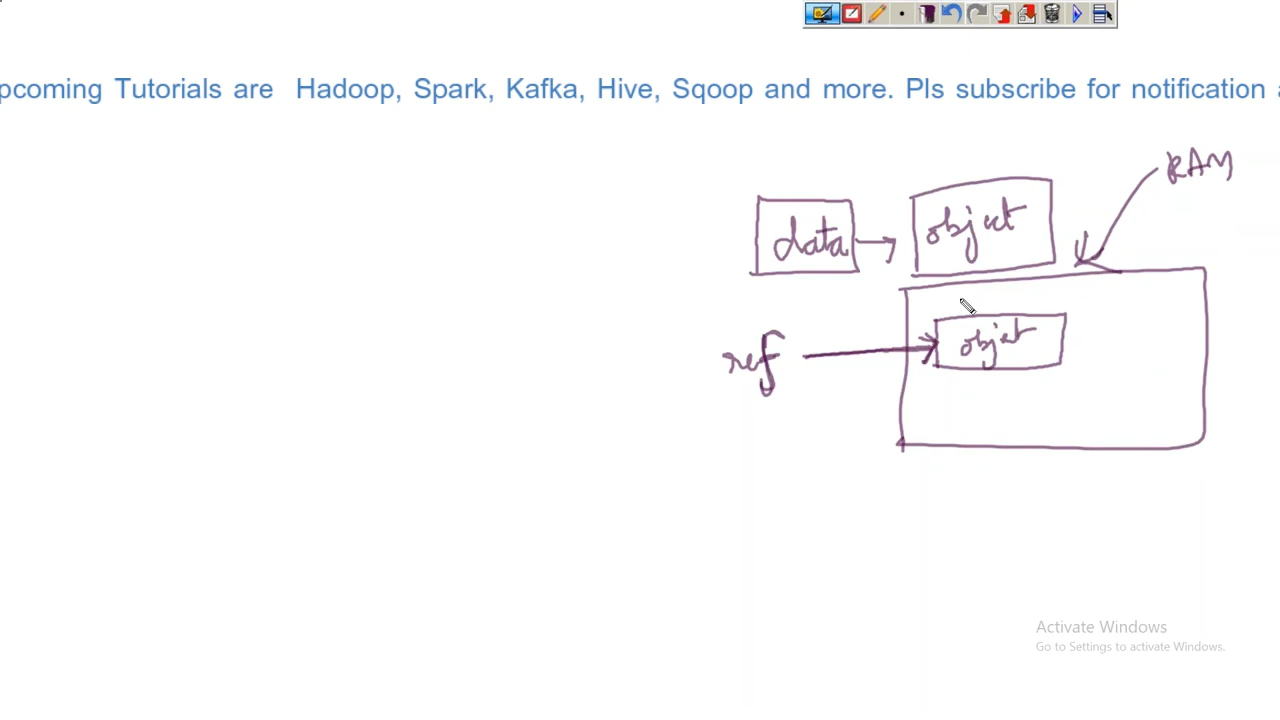 pcoming Tutorials are Hadoop, Spark, Kafka, Hive, Sqoop and more. Pls subscribe for notification a
RAM
data object
ref objet
Activate Windows
Go to Settings to activate Windows.